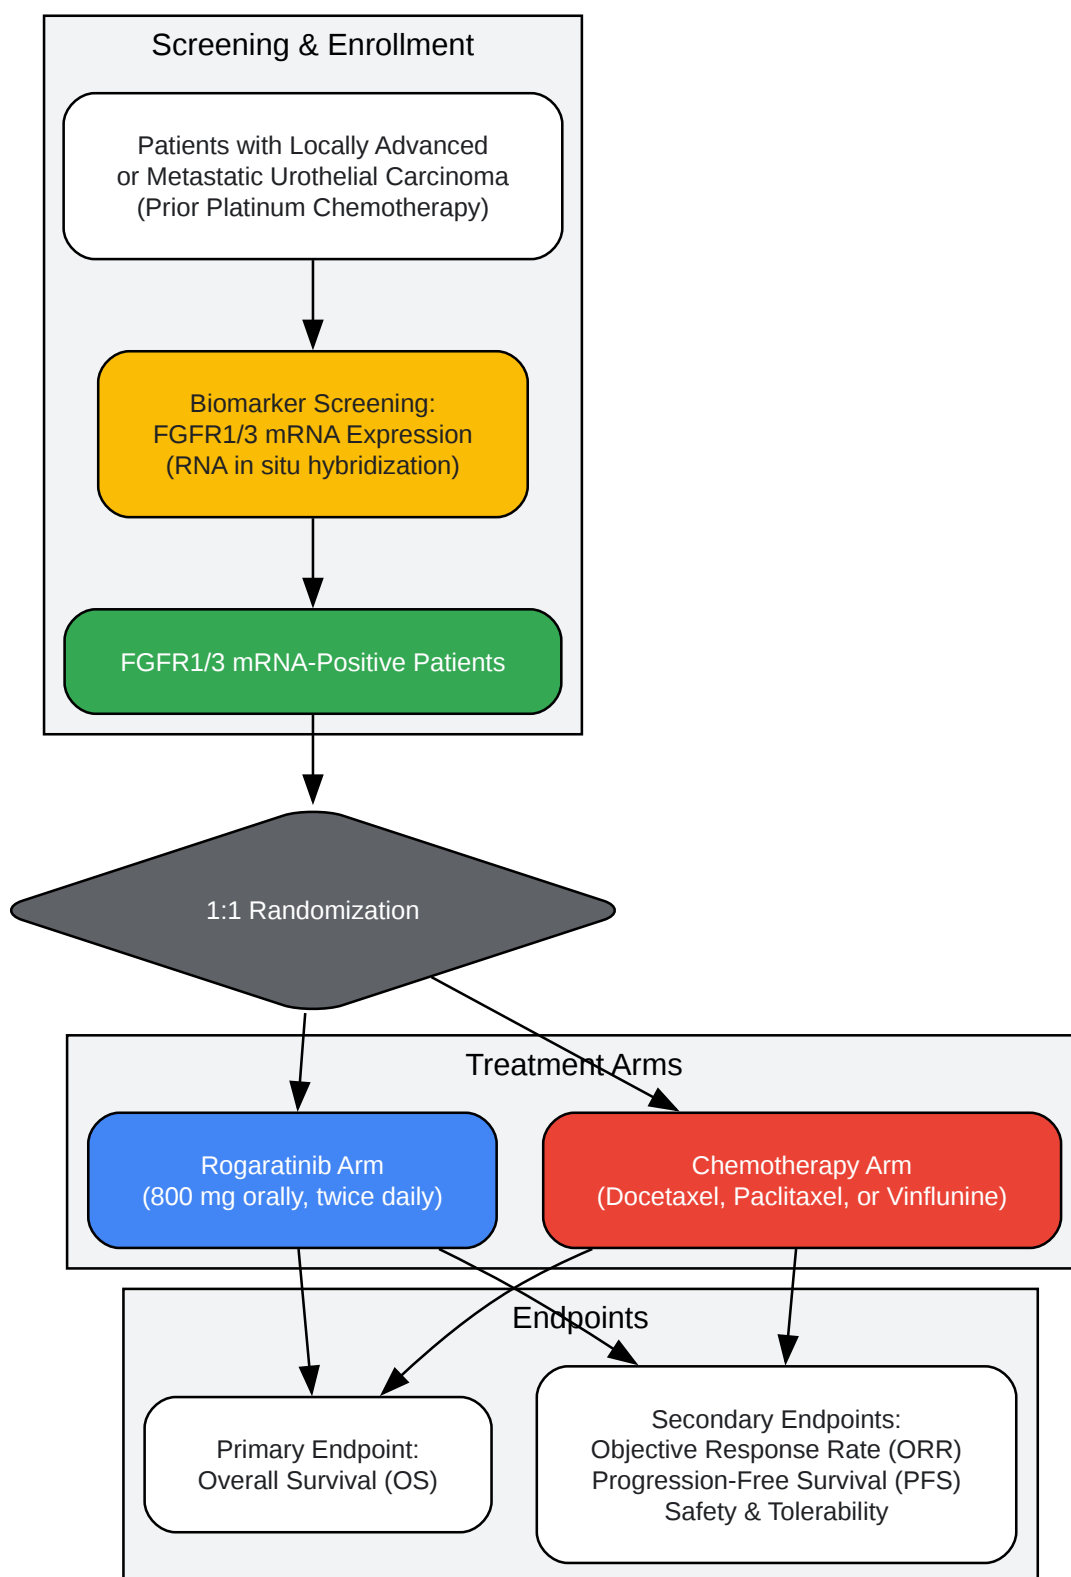 Screening & Enrollment
Patients with Locally Advanced
or Metastatic Urothelial Carcinoma
(Prior Platinum Chemotherapy)
Biomarker Screening:
FGFR1/3 mRNA Expression
(RNA in situ hybridization)
FGFR1/3 mRNA-Positive Patients
1:1 Randomization
Treatment Arms
Rogaratinib Arm
(800 mg orally, twice daily)
Chemotherapy Arm
(Docetaxel, Paclitaxel, or Vinflunine)
Endpoints
Primary Endpoint:
Overall Survival (OS)
Secondary Endpoints:
Objective Response Rate (ORR)
Progression-Free Survival (PFS)
Safety & Tolerability